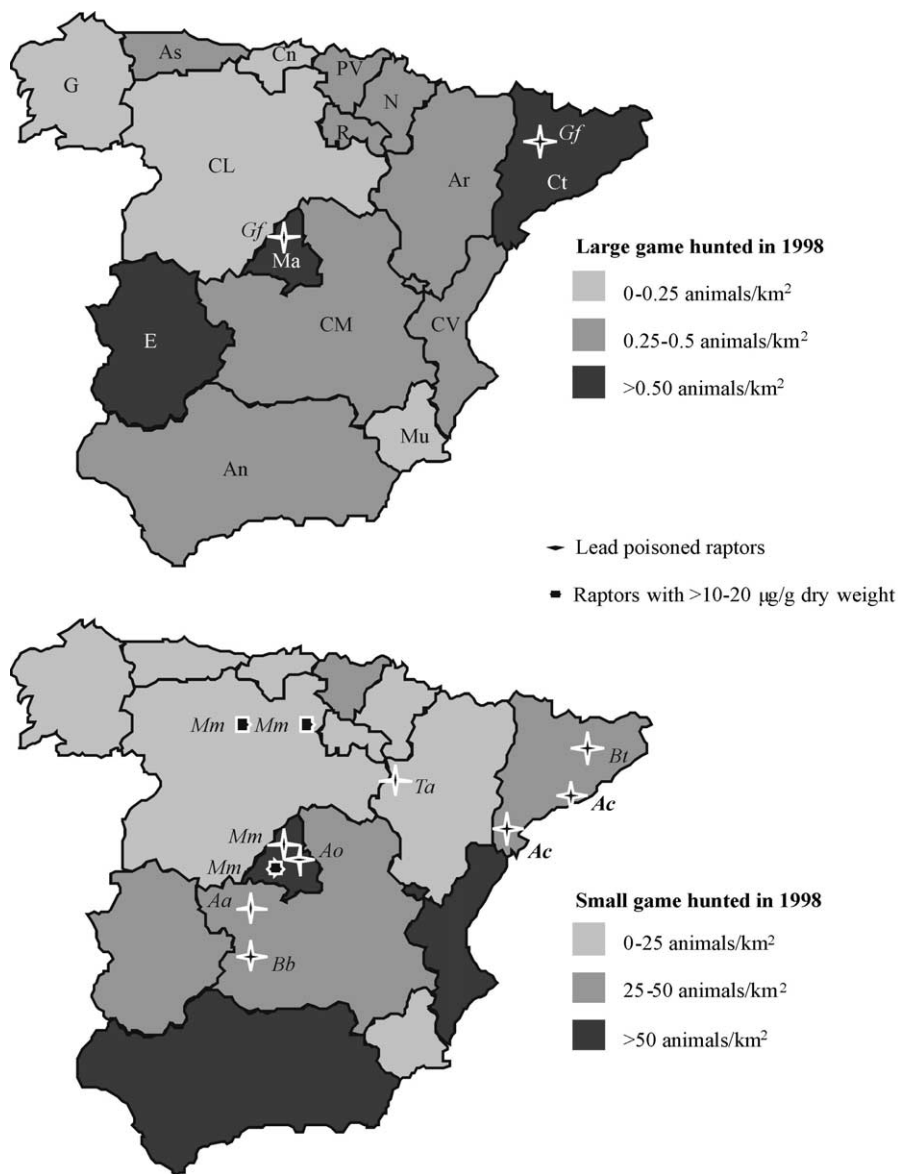 As
Cn
PV
G
N
R
Gf
CL
Ar
Ct
Gf
Large game hunted in 1998
Ma
0-0.25 animals/km²
E
CM
CV
0.25-0.5 animals/km²
>0.50 animals/km²
Mu
An
Lead poisoned raptors
Raptors with >10-20 µg/g dry weight
Mm Mm
Bt
Ta
Ac
Ac
Mm
Ao
Mm
Aa
Small game hunted in 1998
0-25 animals/km²
Bb
25-50 animals/km²
>50 animals/km²